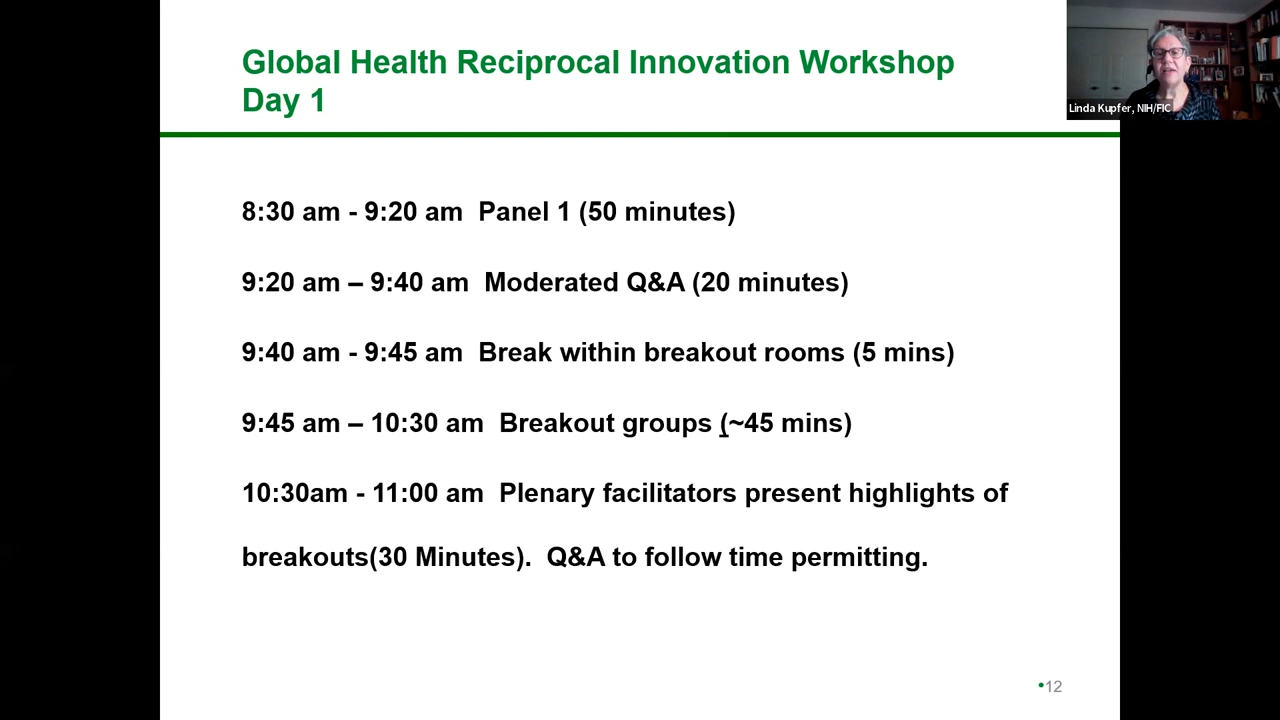 Global Health Reciprocal Innovation Workshop
Day 1
Linda Kupfer, NIH/FIC
8:30 am - 9:20 am  Panel 1 (50 minutes)
9:20 am – 9:40 am  Moderated Q&A (20 minutes)
9:40 am - 9:45 am  Break within breakout rooms (5 mins)
9:45 am – 10:30 am  Breakout groups (~45 mins)
10:30am - 11:00 am  Plenary facilitators present highlights of
breakouts(30 Minutes).  Q&A to follow time permitting.
•12